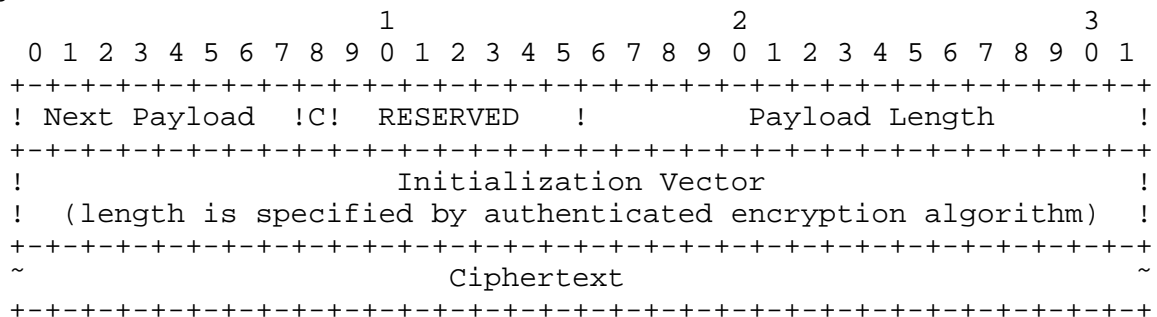 1                   2                   3
 0 1 2 3 4 5 6 7 8 9 0 1 2 3 4 5 6 7 8 9 0 1 2 3 4 5 6 7 8 9 0 1
+-+-+-+-+-+-+-+-+-+-+-+-+-+-+-+-+-+-+-+-+-+-+-+-+-+-+-+-+-+-+-+-+
! Next Payload  !C!  RESERVED   !         Payload Length        !
+-+-+-+-+-+-+-+-+-+-+-+-+-+-+-+-+-+-+-+-+-+-+-+-+-+-+-+-+-+-+-+-+
!                     Initialization Vector                     !
!  (length is specified by authenticated encryption algorithm)  !
+-+-+-+-+-+-+-+-+-+-+-+-+-+-+-+-+-+-+-+-+-+-+-+-+-+-+-+-+-+-+-+-+
~                        Ciphertext                             ~
+-+-+-+-+-+-+-+-+-+-+-+-+-+-+-+-+-+-+-+-+-+-+-+-+-+-+-+-+-+-+-+-+